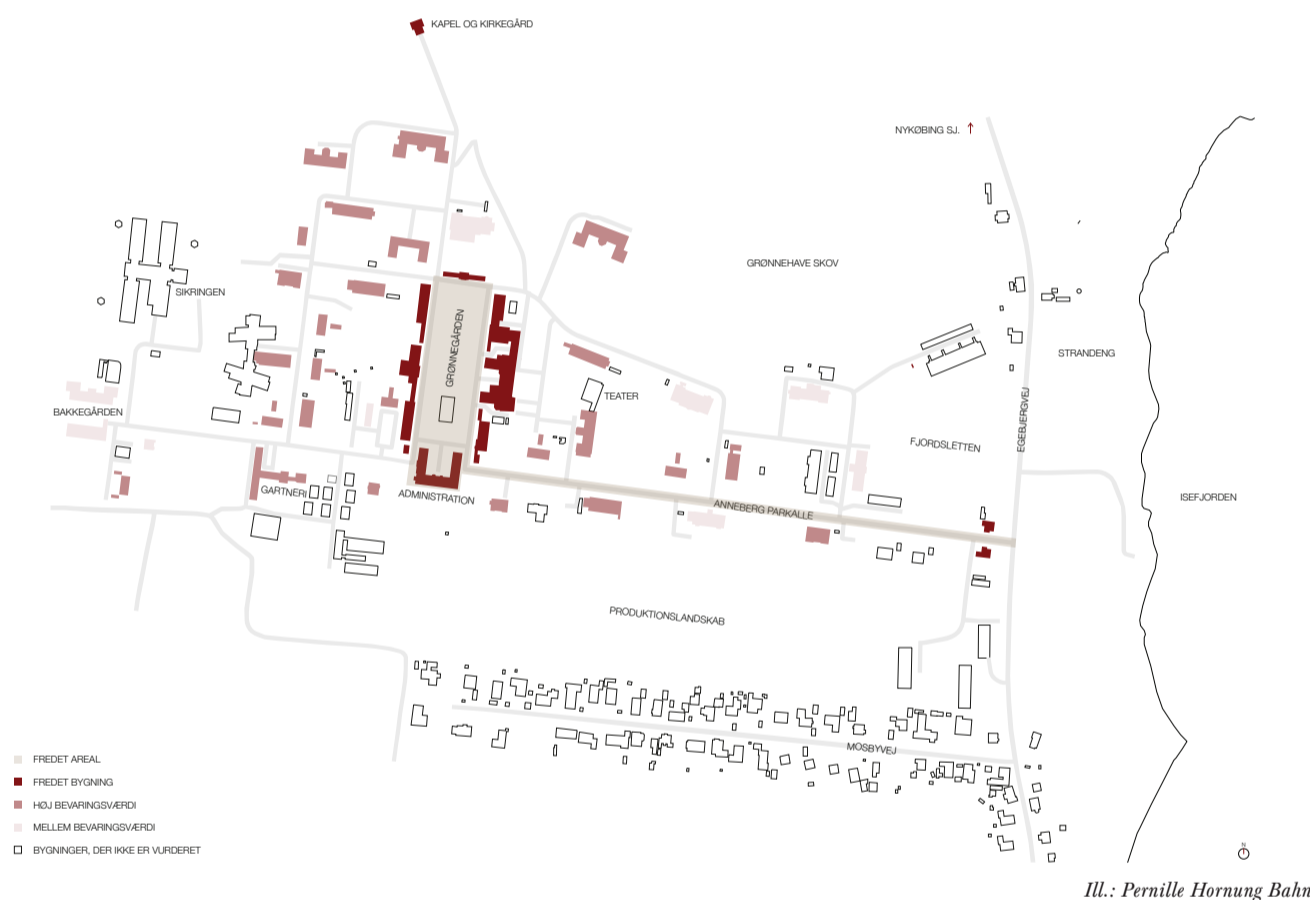 KAPEL OG KIRKEGÅRD
NYKØBING SJ.
GRØNNEHAVE SKOV
SIKRINGEN
GRØNNEGÅRDEN
STRANDENG
TEATER
BAKKEGÅRDEN
EGEBJERGVEJ
FJORDSLETTEN
GARTNERI
ADMINISTRATION
ANNEBERG PARKALLE
ISEFJORDEN
PRODUKTIONSLANDSKAB
MOSBYVEJ
FREDET AREAL
FREDET BYGNING
HØJ BEVARINGSVÆRDI
MELLEM BEVARINGSVÆRDI
BYGNINGER, DER IKKE ER VURDERET
N
Ill.: Pernille Hornung Bahn